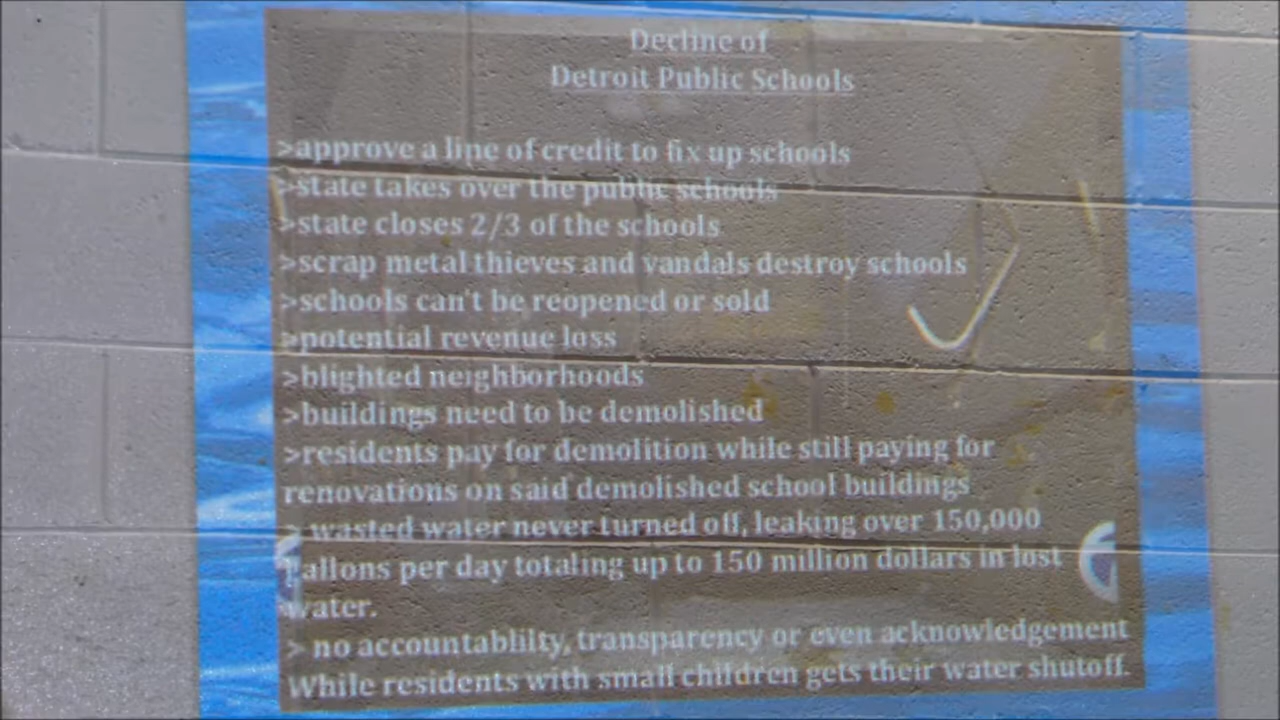 Decline of
Detroit Public Schools
>approve a line of credit to fix up schools
>state takes over the public schools
>state closes 2/3 of the schools
>scrap metal thieves and vandals destroy schools
>schools can't be reopened or sold
>potential revenue loss
>blighted neighborhoods
>buildings need to be demolished
>residents pay for demolition while still paying for
renovations on said demolished school buildings
> wasted water never turned off, leaking over 150,000
gallons per day totaling up to 150 million dollars in lost
water.
> no accountablilty, transparency or even acknowledgement
While residents with small children gets their water shutoff.